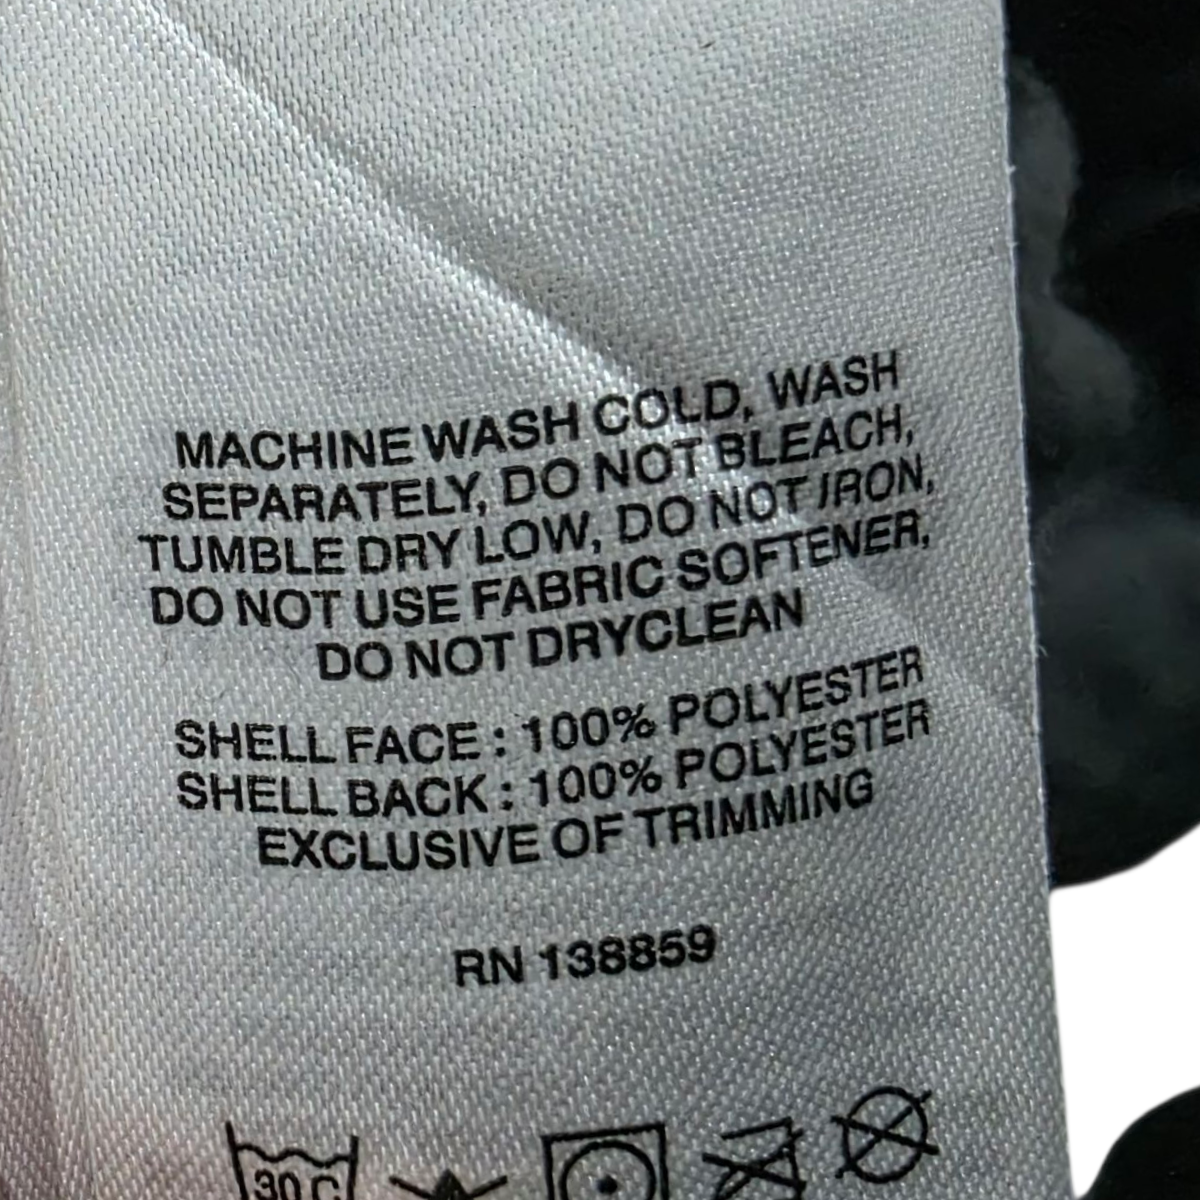 MACHINE WASH COLD, WASH
SEPARATELY, DO NOT BLEACH,
TUMBLE DRY LOW, DO NOT IRON,
DO NOT USE FABRIC SOFTENER,
DO NOT DRYCLEAN
SHELL FACE : 100% POLYESTER
SHELL BACK : 100% POLYESTER
EXCLUSIVE OF TRIMMING
RN 138859
30 C